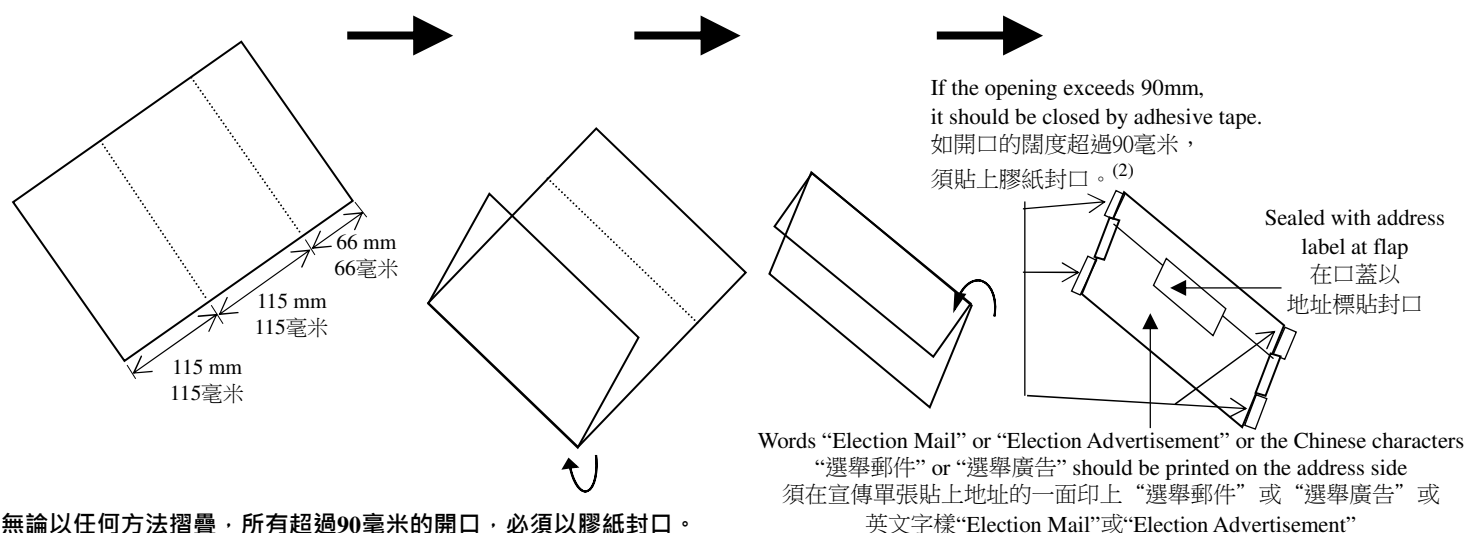 If the opening exceeds 90mm,
it should be closed by adhesive tape.
如開口的闊度超過90毫米，
須貼上膠紙封口。(2)
Sealed with address
label at flap
在口蓋以
地址標貼封口
66 mm
66毫米
115 mm
115毫米
115 mm
115毫米
Words “Election Mail” or “Election Advertisement” or the Chinese characters
“選舉郵件” or “選舉廣告” should be printed on the address side
須在宣傳單張貼上地址的一面印上“選舉郵件”或“選舉廣告”或
英文字樣“Election Mail”或“Election Advertisement”
無論以任何方法摺疊，所有超過90毫米的開口，必須以膠紙封口。